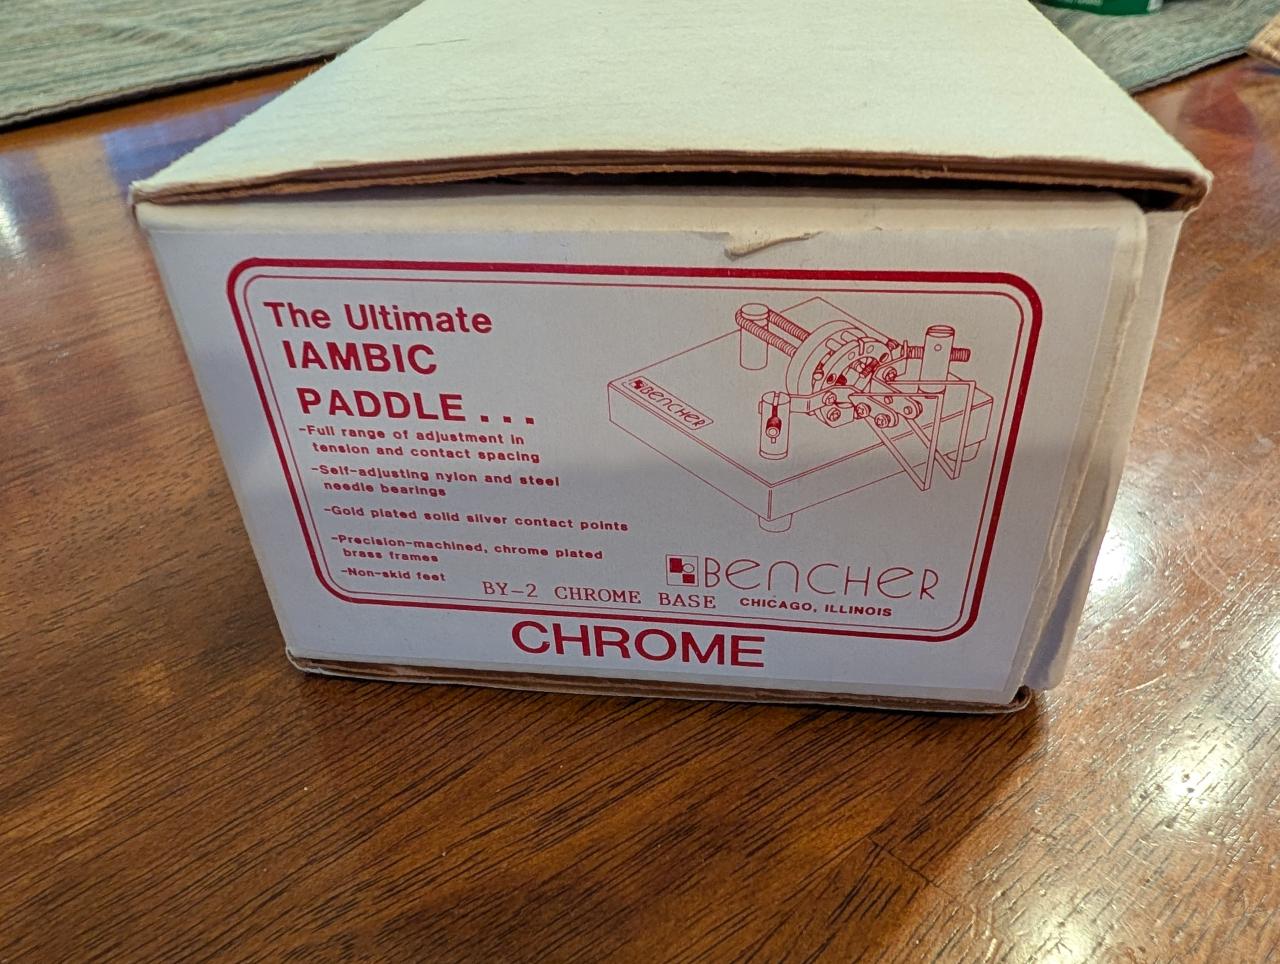 The Ultimate
IAMBIC
PADDLE . . .
-Full range of adjustment in
tension and contact spacing
-Self-adjusting nylon and steel
needle bearings
-Gold plated solid silver contact points
-Precision-machined, chrome plated
brass frames
-Non-skid feet
BENCHER
BENCHER
CHICAGO, ILLINOIS
BY-2 CHROME BASE
CHROME